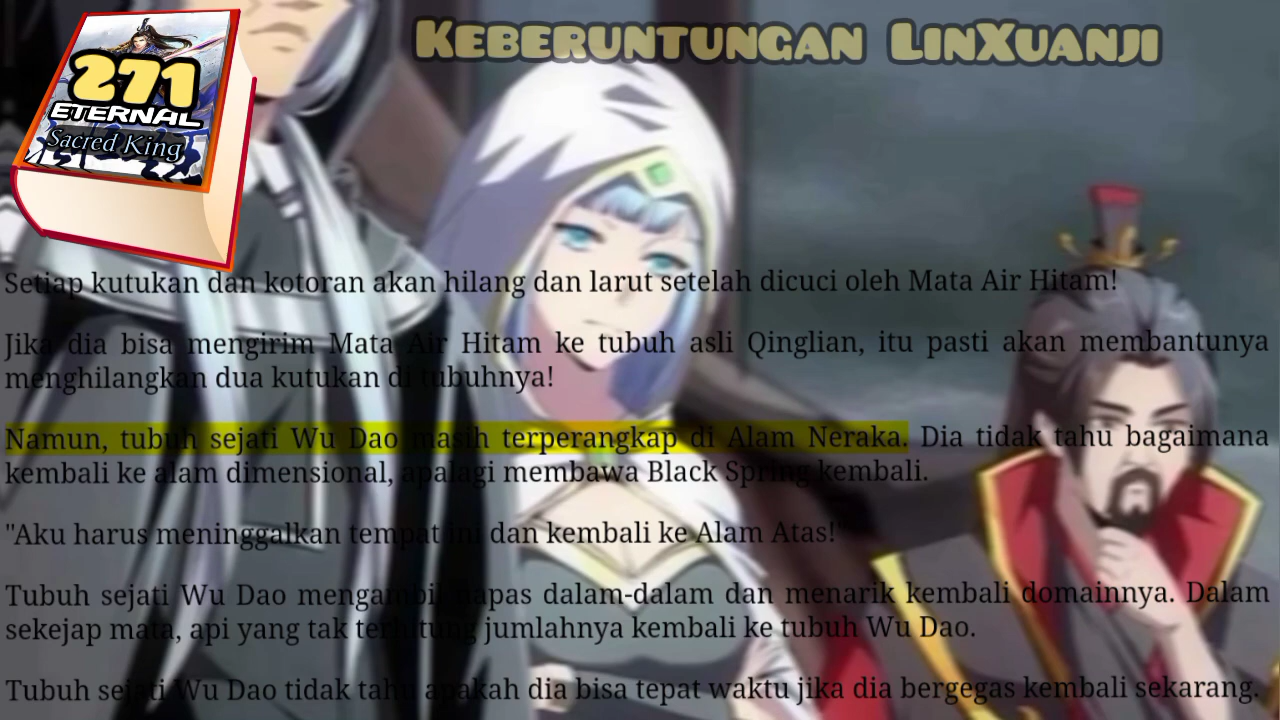 Keberuntungan LinXuanji
271
ETERNAL
Sacred King
Setiap kutukan dan kotoran akan hilang dan larut setelah dicuci oleh Mata Air Hitam!
Jika dia bisa mengirim Mata Air Hitam ke tubuh asli Qinglian, itu pasti akan membantunya
menghilangkan dua kutukan di tubuhnya!
Namun, tubuh sejati Wu Dao masih terperangkap di Alam Neraka. Dia tidak tahu bagaimana
kembali ke alam dimensional, apalagi membawa Black Spring kembali.
"Aku harus meninggalkan tempat ini dan kembali ke Alam Atas!"
Tubuh sejati Wu Dao mengambil napas dalam-dalam dan menarik kembali domainnya. Dalam
sekejap mata, api yang tak terhitung jumlahnya kembali ke tubuh Wu Dao.
Tubuh sejati Wu Dao tidak tahu apakah dia bisa tepat waktu jika dia bergegas kembali sekarang.